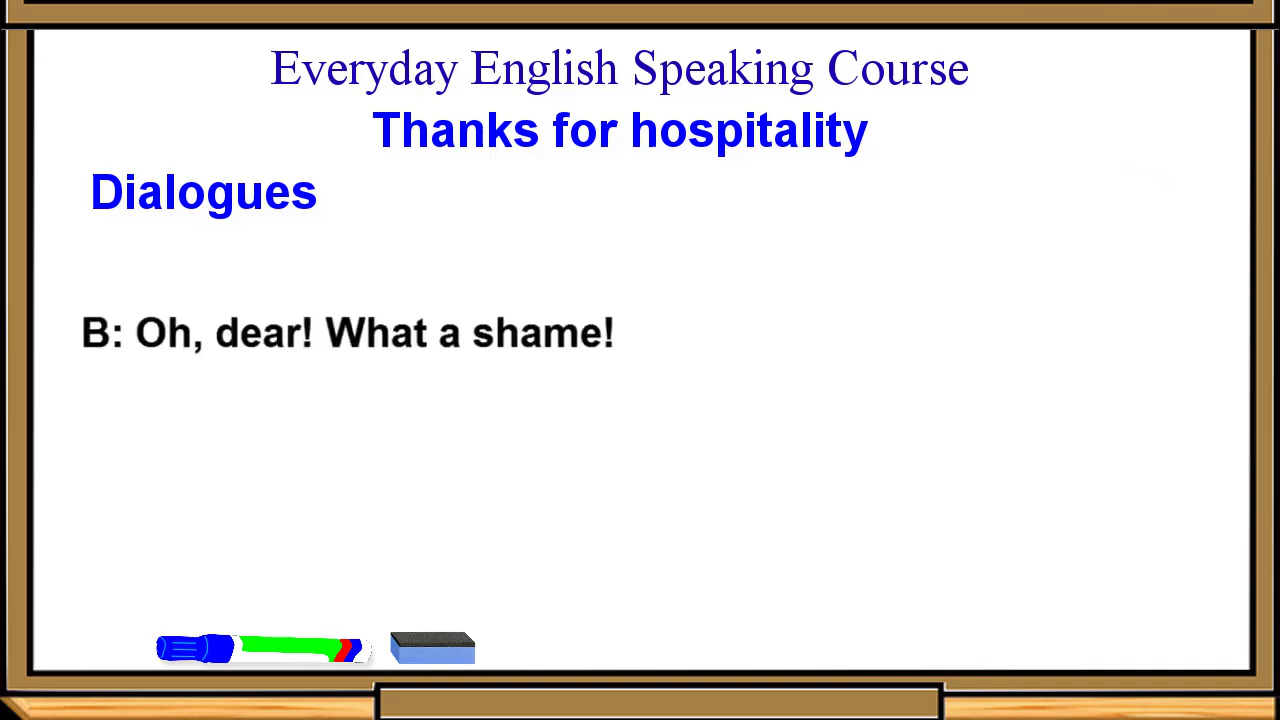 Everyday English Speaking Course
Thanks for hospitality
Dialogues
B: Oh, dear! What a shame!